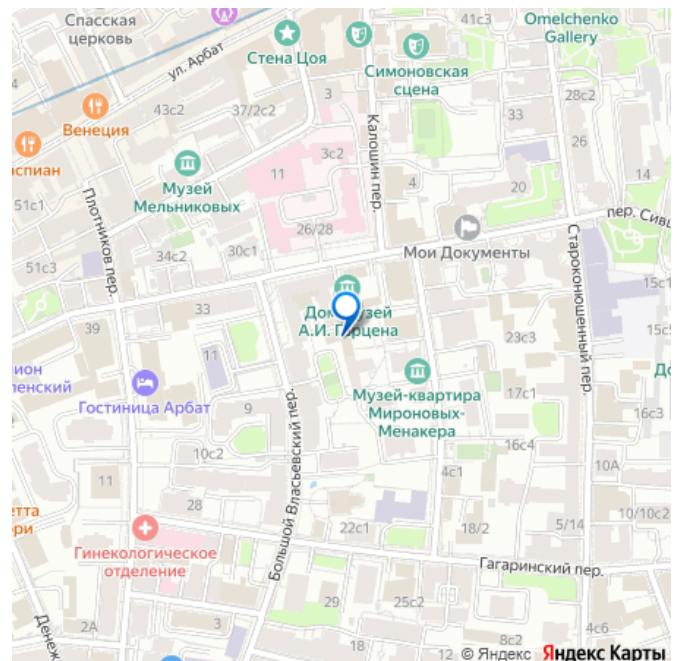 Спасская
церковь
ул. Арбат
Стена Цоя
41с3
Omelchenko
Gallery
Симоновская
сцена
28с2
Венеция
43с2
37/2с2
3
33
26
аспиан
Музей
Мельниковых
11
3с2
Калошин пер.
4
20
14
51с1
Плотников пер.
26/28
пер. Сивц
51с3
34с2
30с1
Мои Документы
Староконюшенный пер.
15с
39
33
Дом-музей
А.И. Герцена
23с3
15с5
11
Музей-квартира
Мироновых-
Менакера
17с1
Гостиница Арбат
9
16с3
10с2
Большой Власьевский пер.
16с4
11
4с1
10А
28
22с1
18/2
5/14
10/10с2
Гинекологическое
отделение
Гагаринский пер.
29
25с2
2А
3
18
12
8с2
4с6
© Яндекс Яндекс Карты